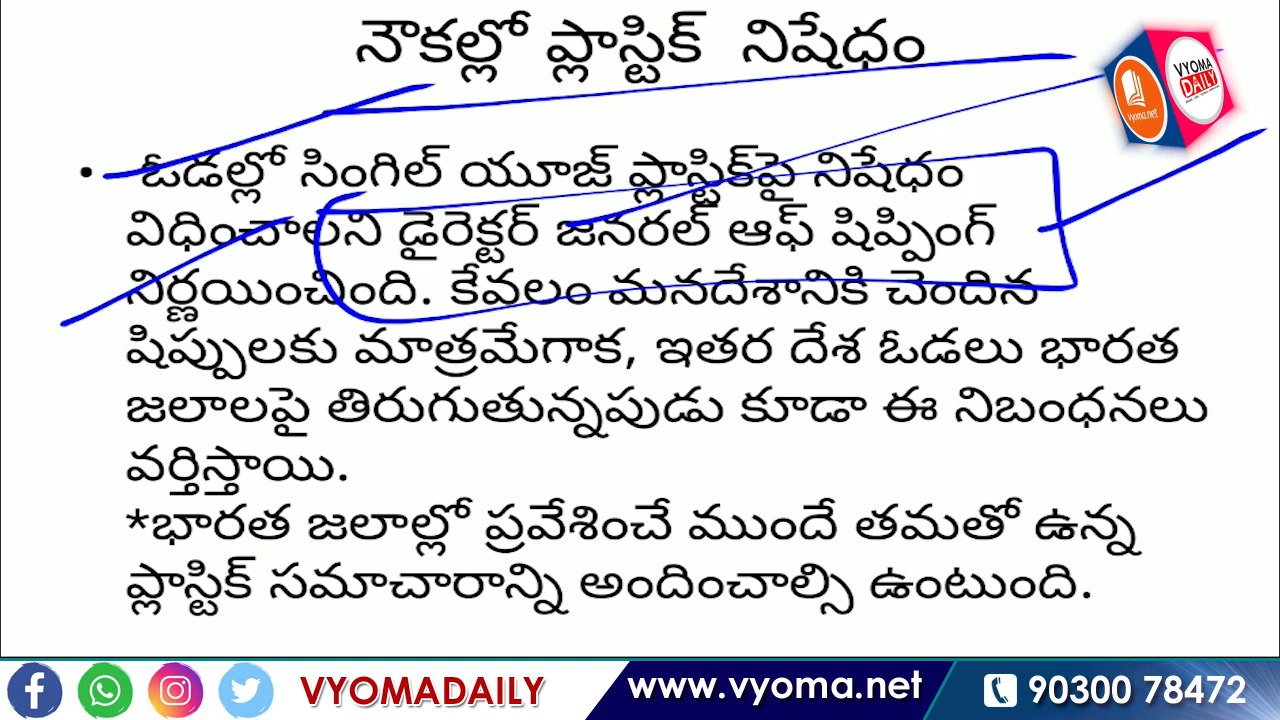 నౌకల్లో ప్లాస్టిక్ నిషేధం
• ఓడల్లో సింగిల్ యూజ్ ప్లాస్టిక్‌పై నిషేధం
విధించాలని డైరెక్టర్ జనరల్ ఆఫ్ షిప్పింగ్
నిర్ణయించింది. కేవలం మనదేశానికి చెందిన
షిప్పులకు మాత్రమేగాక, ఇతర దేశ ఓడలు భారత
జలాలపై తిరుగుతున్నపుడు కూడా ఈ నిబంధనలు
వర్తిస్తాయి.
*భారత జలాల్లో ప్రవేశించే ముందే తమతో ఉన్న
ప్లాస్టిక్ సమాచారాన్ని అందించాల్సి ఉంటుంది.
Vyoma.net
VYOMA
DAILY
VYOMADAILY
www.vyoma.net
90300 78472